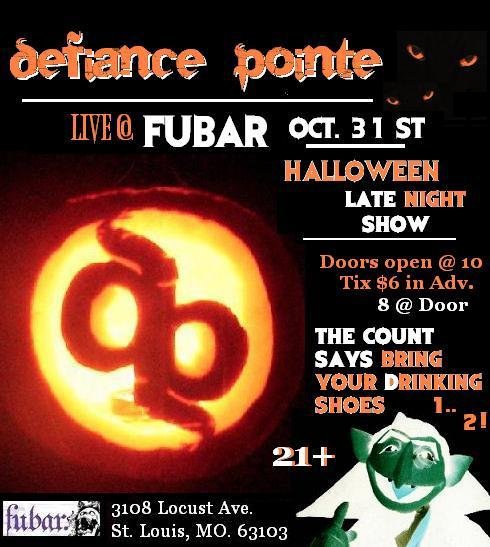 defiance pointe
LIVE @ FUBAR OCT. 31 ST
HALLOWEEN
LATE NIGHT
SHOW
Doors open @ 10
Tix $6 in Adv.
8 @ Door
THE COUNT
SAYS BRING
YOUR DRINKING
SHOES 1..
2!
21+
fubar:
3108 Locust Ave.
St. Louis, MO. 63103